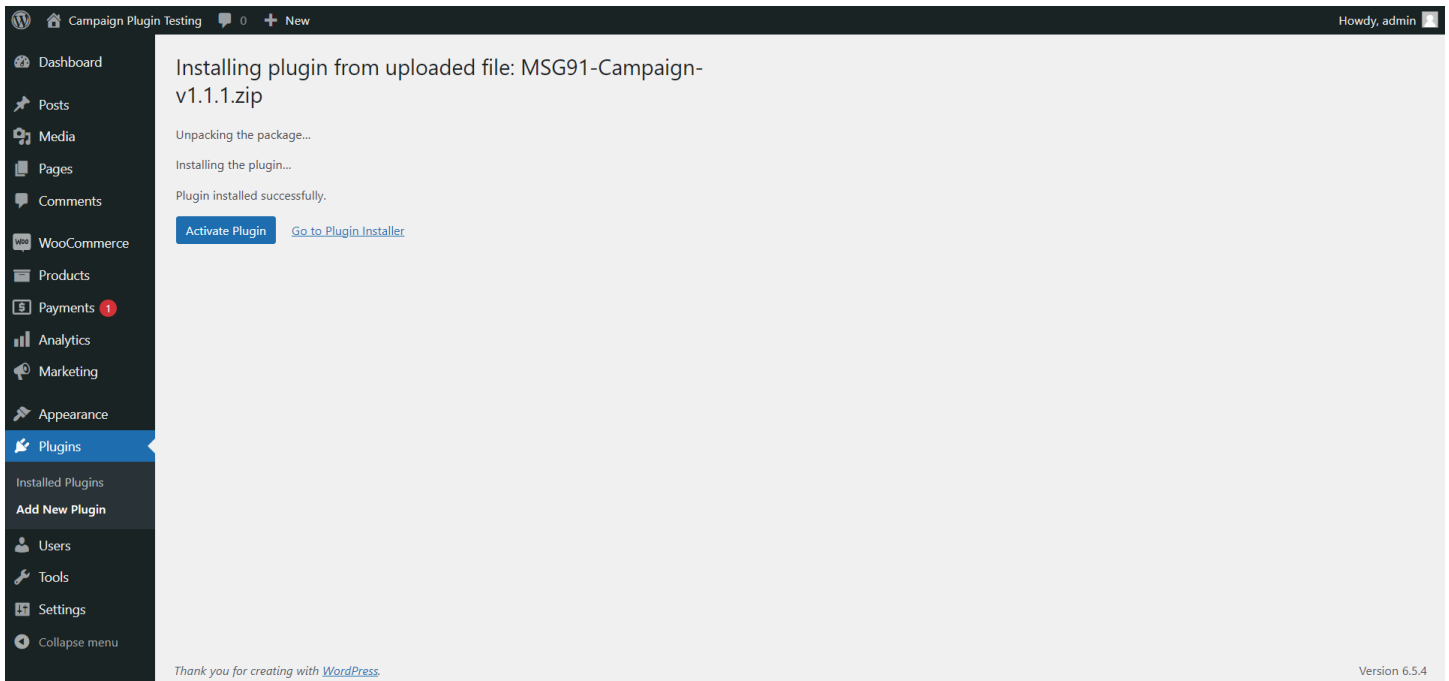 Campaign Plugin Testing 0 New Howdy, admin
Dashboard
Posts
Media
Pages
Comments
WOO WooCommerce
Products
Payments 1
Analytics
Marketing
Appearance
Plugins
Installed Plugins
Add New Plugin
Users
Tools
Settings
Collapse menu
Installing plugin from uploaded file: MSG91-Campaign-
v1.1.1.zip
Unpacking the package...
Installing the plugin...
Plugin installed successfully.
Activate Plugin Go to Plugin Installer
Thank you for creating with WordPress. Version 6.5.4